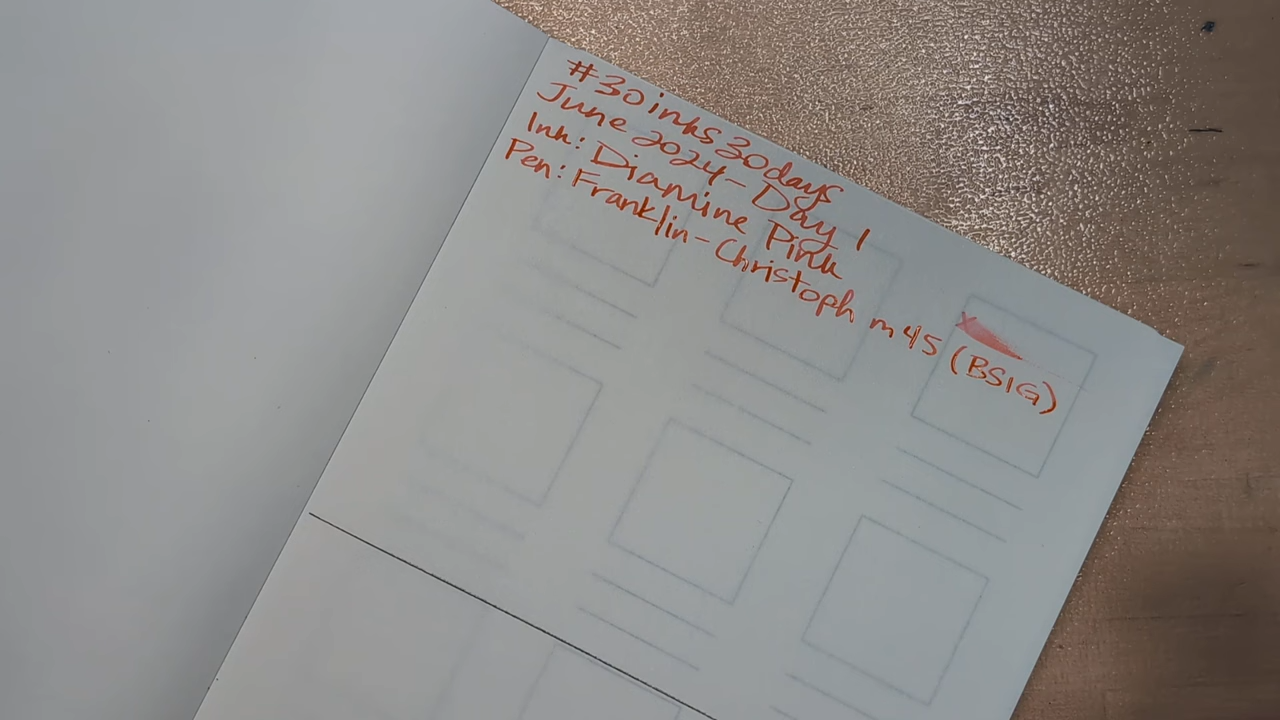 #30inks30days
June 2024 - Day 1
Ink: Diamine Pink
Pen: Franklin-Christoph m45 (BSIG)